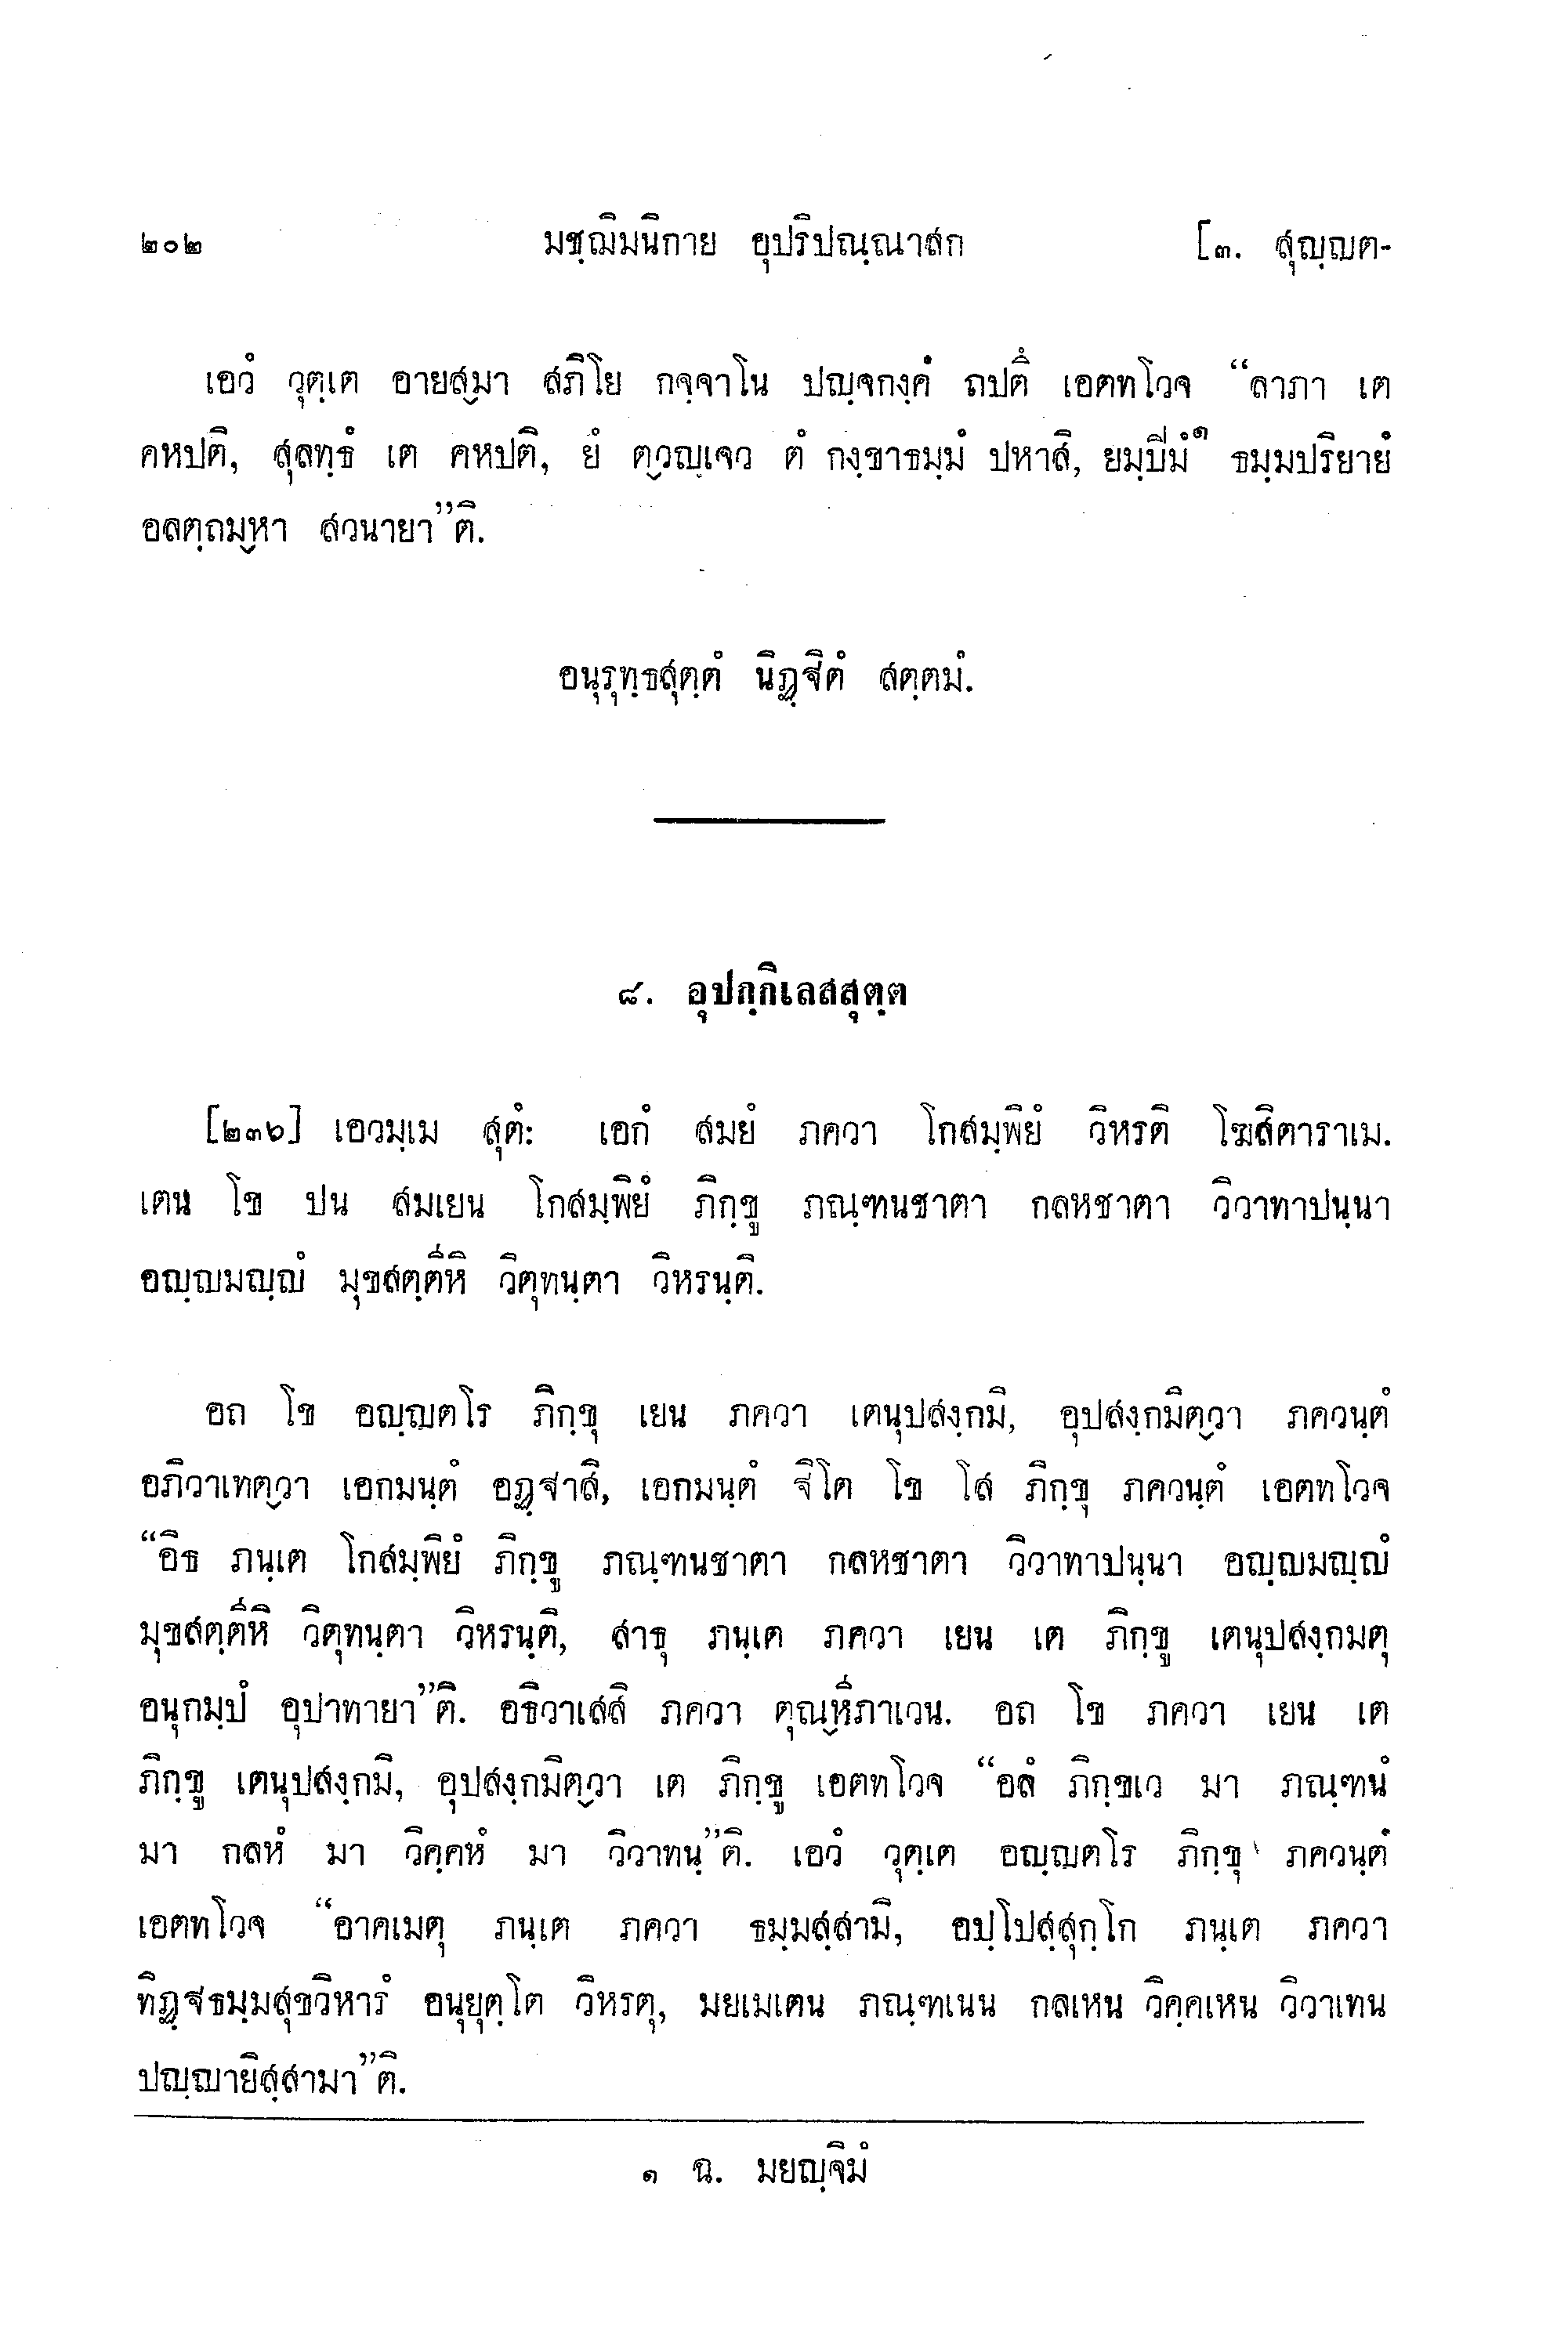 ๒๐๒ มชฺฌิมนิกาย อุปริปณฺณาสก [๓. สุญฺญต-
เอวํ วุตฺเต อายสฺมา สภิโย กจฺจาโน ปญฺจกงฺคํ ถปตึ เอตทโวจ “ลาภา เต
คหปติ, สุลทฺธํ เต คหปติ, ยํ ตฺวญฺเจว ตํ กงฺขาธมฺมํ ปหาสิ, ยมฺปีมํ๑ ธมฺมปริยายํ
อลตฺถมฺหา สวนายา”ติ.
อนุรุทฺธสุตฺตํ นิฏฺฐิตํ สตฺตมํ.
๘. อุปกฺกิเลสสุตฺต
[๒๓๖] เอวมฺเม สุตํ: เอกํ สมยํ ภควา โกสมฺพิยํ วิหรติ โฆสิตาราเม.
เตน โข ปน สมเยน โกสมฺพิยํ ภิกฺขู ภณฺฑนชาตา กลหชาตา วิวาทาปนฺนา
อญฺญมญฺญํ มุขสตฺตีหิ วิตุทนฺตา วิหรนฺติ.
อถ โข อญฺญตโร ภิกฺขุ เยน ภควา เตนุปสงฺกมิ, อุปสงฺกมิตฺวา ภควนฺตํ
อภิวาเทตฺวา เอกมนฺตํ อฏฺฐาสิ, เอกมนฺตํ ฐิโต โข โส ภิกฺขุ ภควนฺตํ เอตทโวจ
“อิธ ภนฺเต โกสมฺพิยํ ภิกฺขู ภณฺฑนชาตา กลหชาตา วิวาทาปนฺนา อญฺญมญฺญํ
มุขสตฺตีหิ วิตุทนฺตา วิหรนฺติ, สาธุ ภนฺเต ภควา เยน เต ภิกฺขู เตนุปสงฺกมตุ
อนุกมฺปํ อุปาทายา”ติ. อธิวาเสสิ ภควา ตุณฺหีภาเวน. อถ โข ภควา เยน เต
ภิกฺขู เตนุปสงฺกมิ, อุปสงฺกมิตฺวา เต ภิกฺขู เอตทโวจ “อลํ ภิกฺขเว มา ภณฺฑนํ
มา กลหํ มา วิคฺคหํ มา วิวาทนฺ”ติ. เอวํ วุตฺเต อญฺญตโร ภิกฺขุ ภควนฺตํ
เอตทโวจ “อาคเมตุ ภนฺเต ภควา ธมฺมสฺสามิ, อปฺโปสฺสุกฺโก ภนฺเต ภควา
ทิฏฺฐธมฺมสุขวิหารํ อนุยุตฺโต วิหรตุ, มยเมเตน ภณฺฑเนน กลเหน วิคฺคเหน วิวาเทน
ปญฺญายิสฺสามา”ติ.
๑ ฉ. มยญฺจิมํ